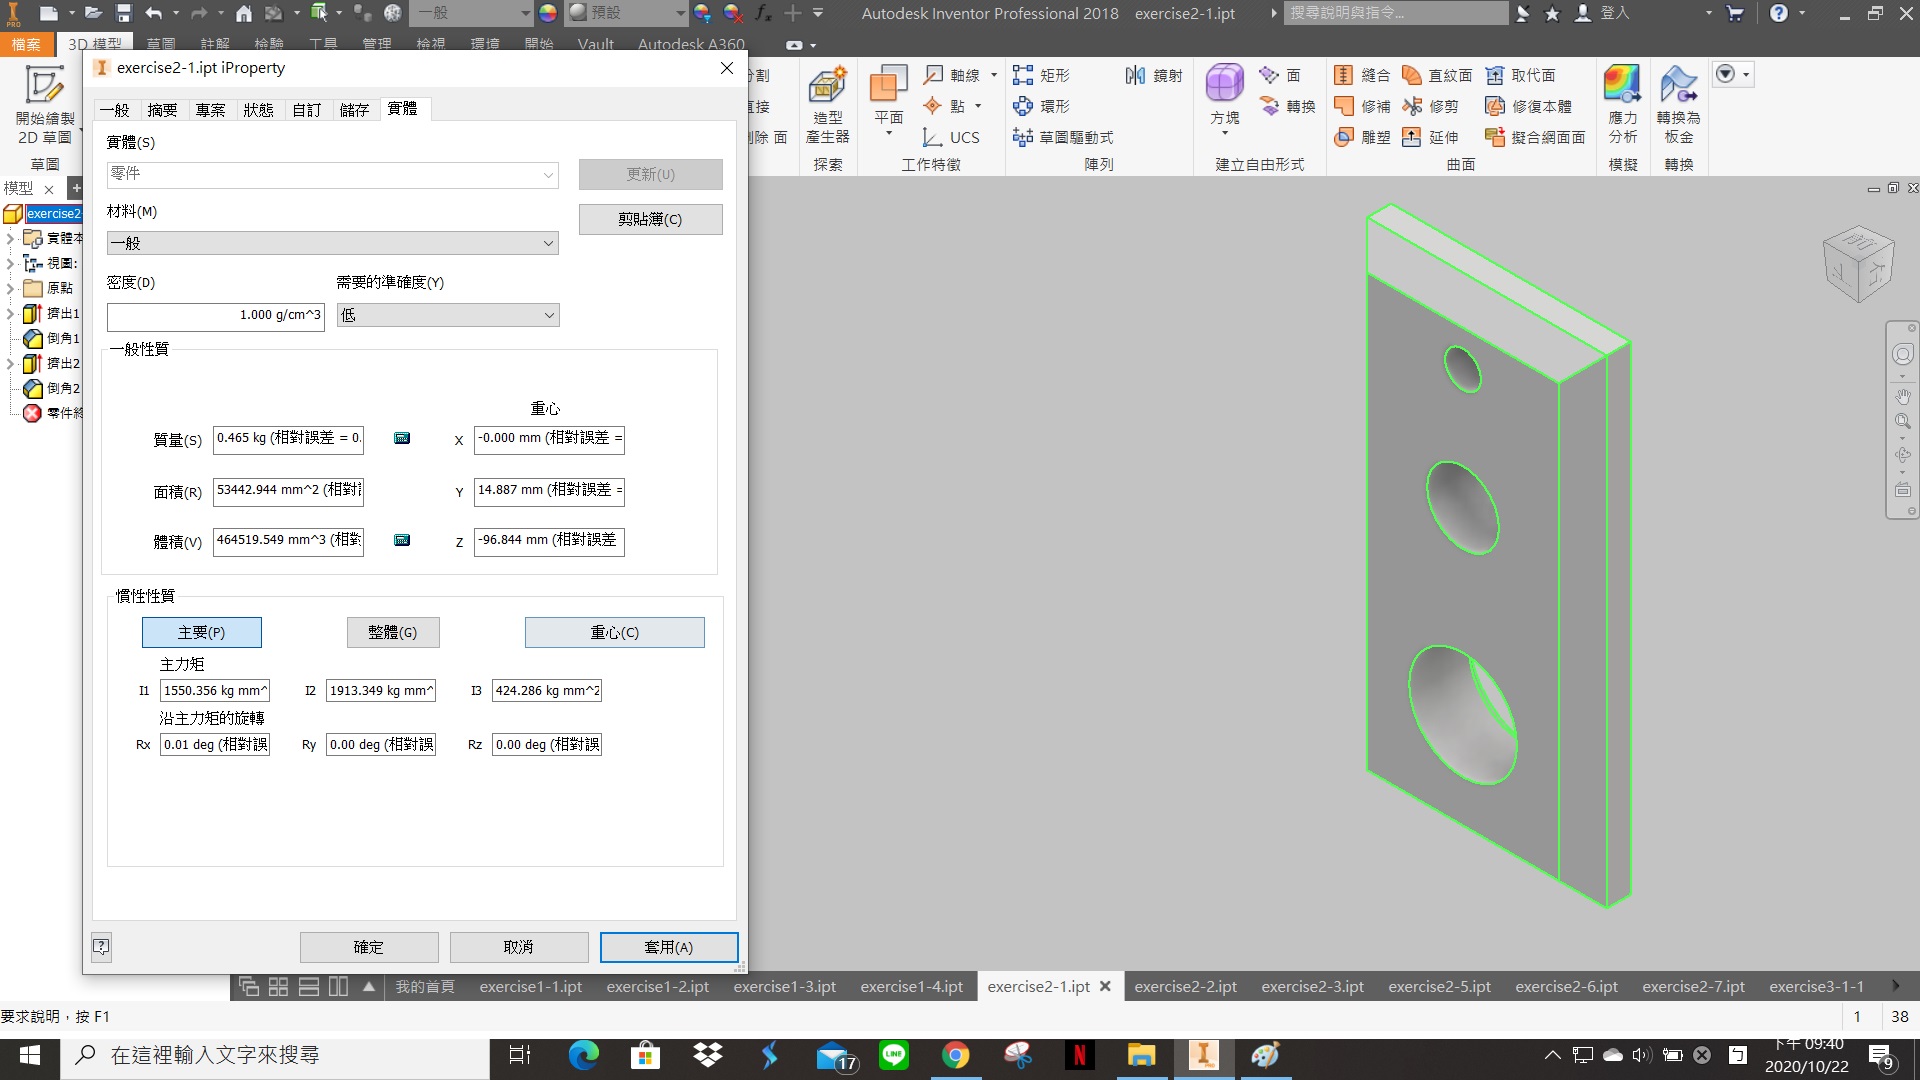 一般
預設
Autodesk Inventor Professional 2018 exercise2-1.ipt
搜尋說明與指令...
登入
檔案
3D 模型
草圖
註解
檢驗
工具
管理
檢視
環境
開始
Vault
Autodesk A360
開始繪製
2D 草圖
草圖
分割
直接
刪除 面
造型
產生器
探索
平面
軸線
點
UCS
工作特徵
矩形
環形
草圖驅動式
鏡射
陣列
方塊
面
轉換
建立自由形式
縫合
修補
雕塑
直紋面
修剪
延伸
取代面
修復本體
擬合網面面
曲面
應力
分析
模擬
轉換為
板金
轉換
模型
exercise2-
實體本
視圖:
原點
擠出1
倒角1
擠出2
倒角2
零件終
exercise2-1.ipt iProperty
一般 摘要 專案 狀態 自訂 儲存 實體
實體(S)
零件
更新(U)
材料(M)
剪貼簿(C)
一般
密度(D)
需要的準確度(Y)
1.000 g/cm^3
低
一般性質
重心
質量(S) 0.465 kg (相對誤差 = 0.
X -0.000 mm (相對誤差 =
面積(R) 53442.944 mm^2 (相對
Y 14.887 mm (相對誤差 =
體積(V) 464519.549 mm^3 (相對
Z -96.844 mm (相對誤差
慣性性質
主要(P) 整體(G) 重心(C)
主力矩
I1 1550.356 kg mm^
I2 1913.349 kg mm^
I3 424.286 kg mm^2
沿主力矩的旋轉
Rx 0.01 deg (相對誤
Ry 0.00 deg (相對誤
Rz 0.00 deg (相對誤
確定 取消 套用(A)
我的首頁 exercise1-1.ipt exercise1-2.ipt exercise1-3.ipt exercise1-4.ipt exercise2-1.ipt exercise2-2.ipt exercise2-3.ipt exercise2-5.ipt exercise2-6.ipt exercise2-7.ipt exercise3-1-1
要求說明，按 F1
1 38
在這裡輸入文字來搜尋
17
LINE
N
下午 09:40
2020/10/22
9